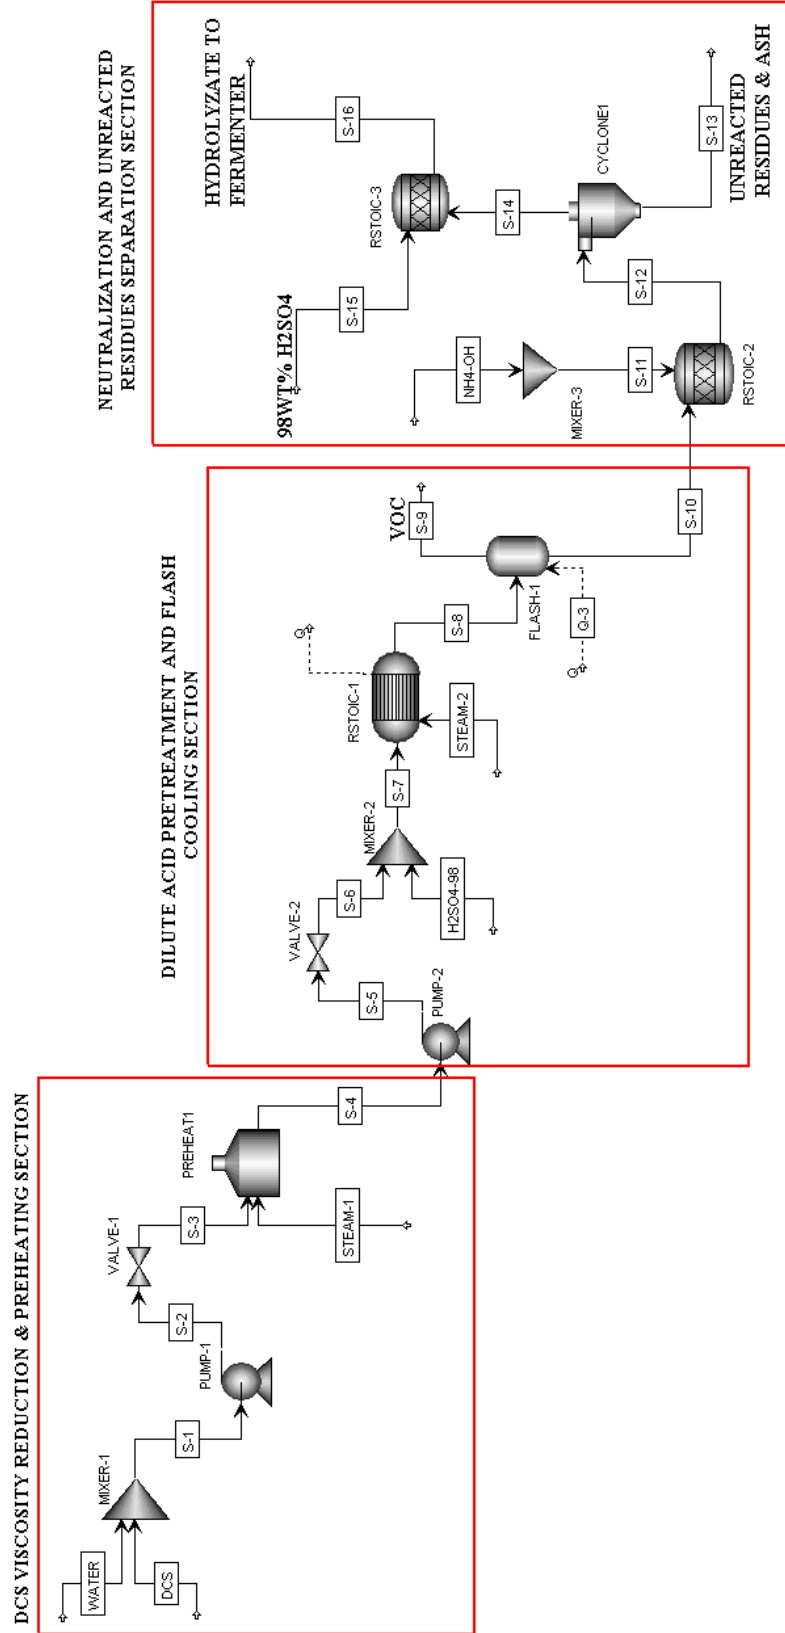 DCS VISCOSITY REDUCTION & PREHEATING SECTION
WATER
DCS
MIXER-1
S-1
PUMP-1
S-2
VALVE-1
S-3
STEAM-1
PREHEAT1
S-4
DILUTE ACID PRETREATMENT AND FLASH
COOLING SECTION
PUMP-2
S-5
VALVE-2
S-6
H2SO4-98
MIXER-2
S-7
STEAM-2
RSTOIC-1
Q
S-8
Q
Q-3
FLASH-1
VOC
S-9
S-10
NEUTRALIZATION AND UNREACTED
RESIDUES SEPARATION SECTION
98WT% H2SO4
S-15
NH4-OH
MIXER-3
S-11
RSTOIC-2
S-12
CYCLONE1
S-14
S-13
UNREACTED
RESIDUES & ASH
RSTOIC-3
S-16
HYDROLYZATE TO
FERMENTER